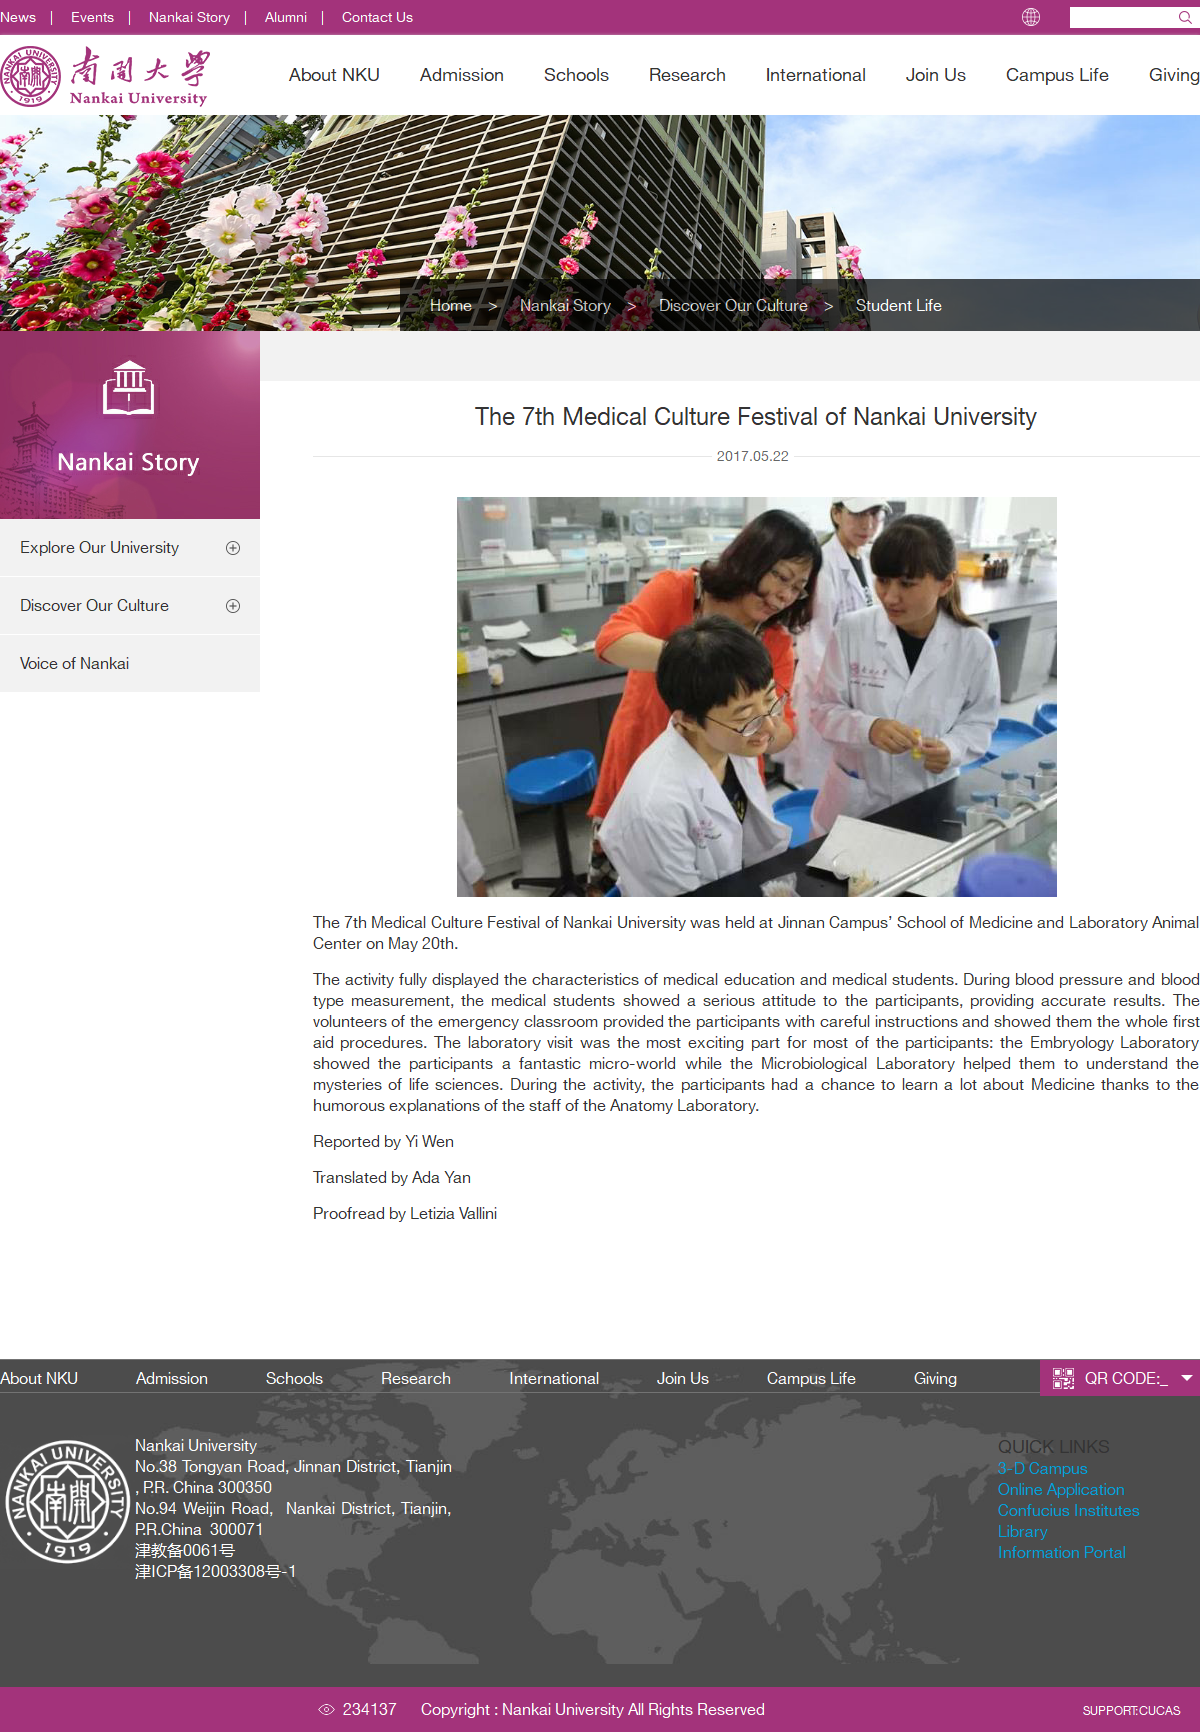 News | Events | Nankai Story | Alumni | Contact Us
NANKAI UNIVERSITY 1919 南開
南開大學
Nankai University
About NKU Admission Schools Research International Join Us Campus Life Giving
Home > Nankai Story > Discover Our Culture > Student Life
Nankai Story
Explore Our University
Discover Our Culture
Voice of Nankai
The 7th Medical Culture Festival of Nankai University
2017.05.22
南開大學
The 7th Medical Culture Festival of Nankai University was held at Jinnan Campus’ School of Medicine and Laboratory Animal
Center on May 20th.
The activity fully displayed the characteristics of medical education and medical students. During blood pressure and blood
type measurement, the medical students showed a serious attitude to the participants, providing accurate results. The
volunteers of the emergency classroom provided the participants with careful instructions and showed them the whole first
aid procedures. The laboratory visit was the most exciting part for most of the participants: the Embryology Laboratory
showed the participants a fantastic micro-world while the Microbiological Laboratory helped them to understand the
mysteries of life sciences. During the activity, the participants had a chance to learn a lot about Medicine thanks to the
humorous explanations of the staff of the Anatomy Laboratory.
Reported by Yi Wen
Translated by Ada Yan
Proofread by Letizia Vallini
About NKU Admission Schools Research International Join Us Campus Life Giving QR CODE:_
NANKAI UNIVERSITY 1919 南開
Nankai University
No.38 Tongyan Road, Jinnan District, Tianjin
, P.R. China 300350
No.94 Weijin Road, Nankai District, Tianjin,
P.R.China 300071
津教备0061号
津ICP备12003308号-1
QUICK LINKS
3-D Campus
Online Application
Confucius Institutes
Library
Information Portal
234137 Copyright : Nankai University All Rights Reserved
SUPPORT:CUCAS